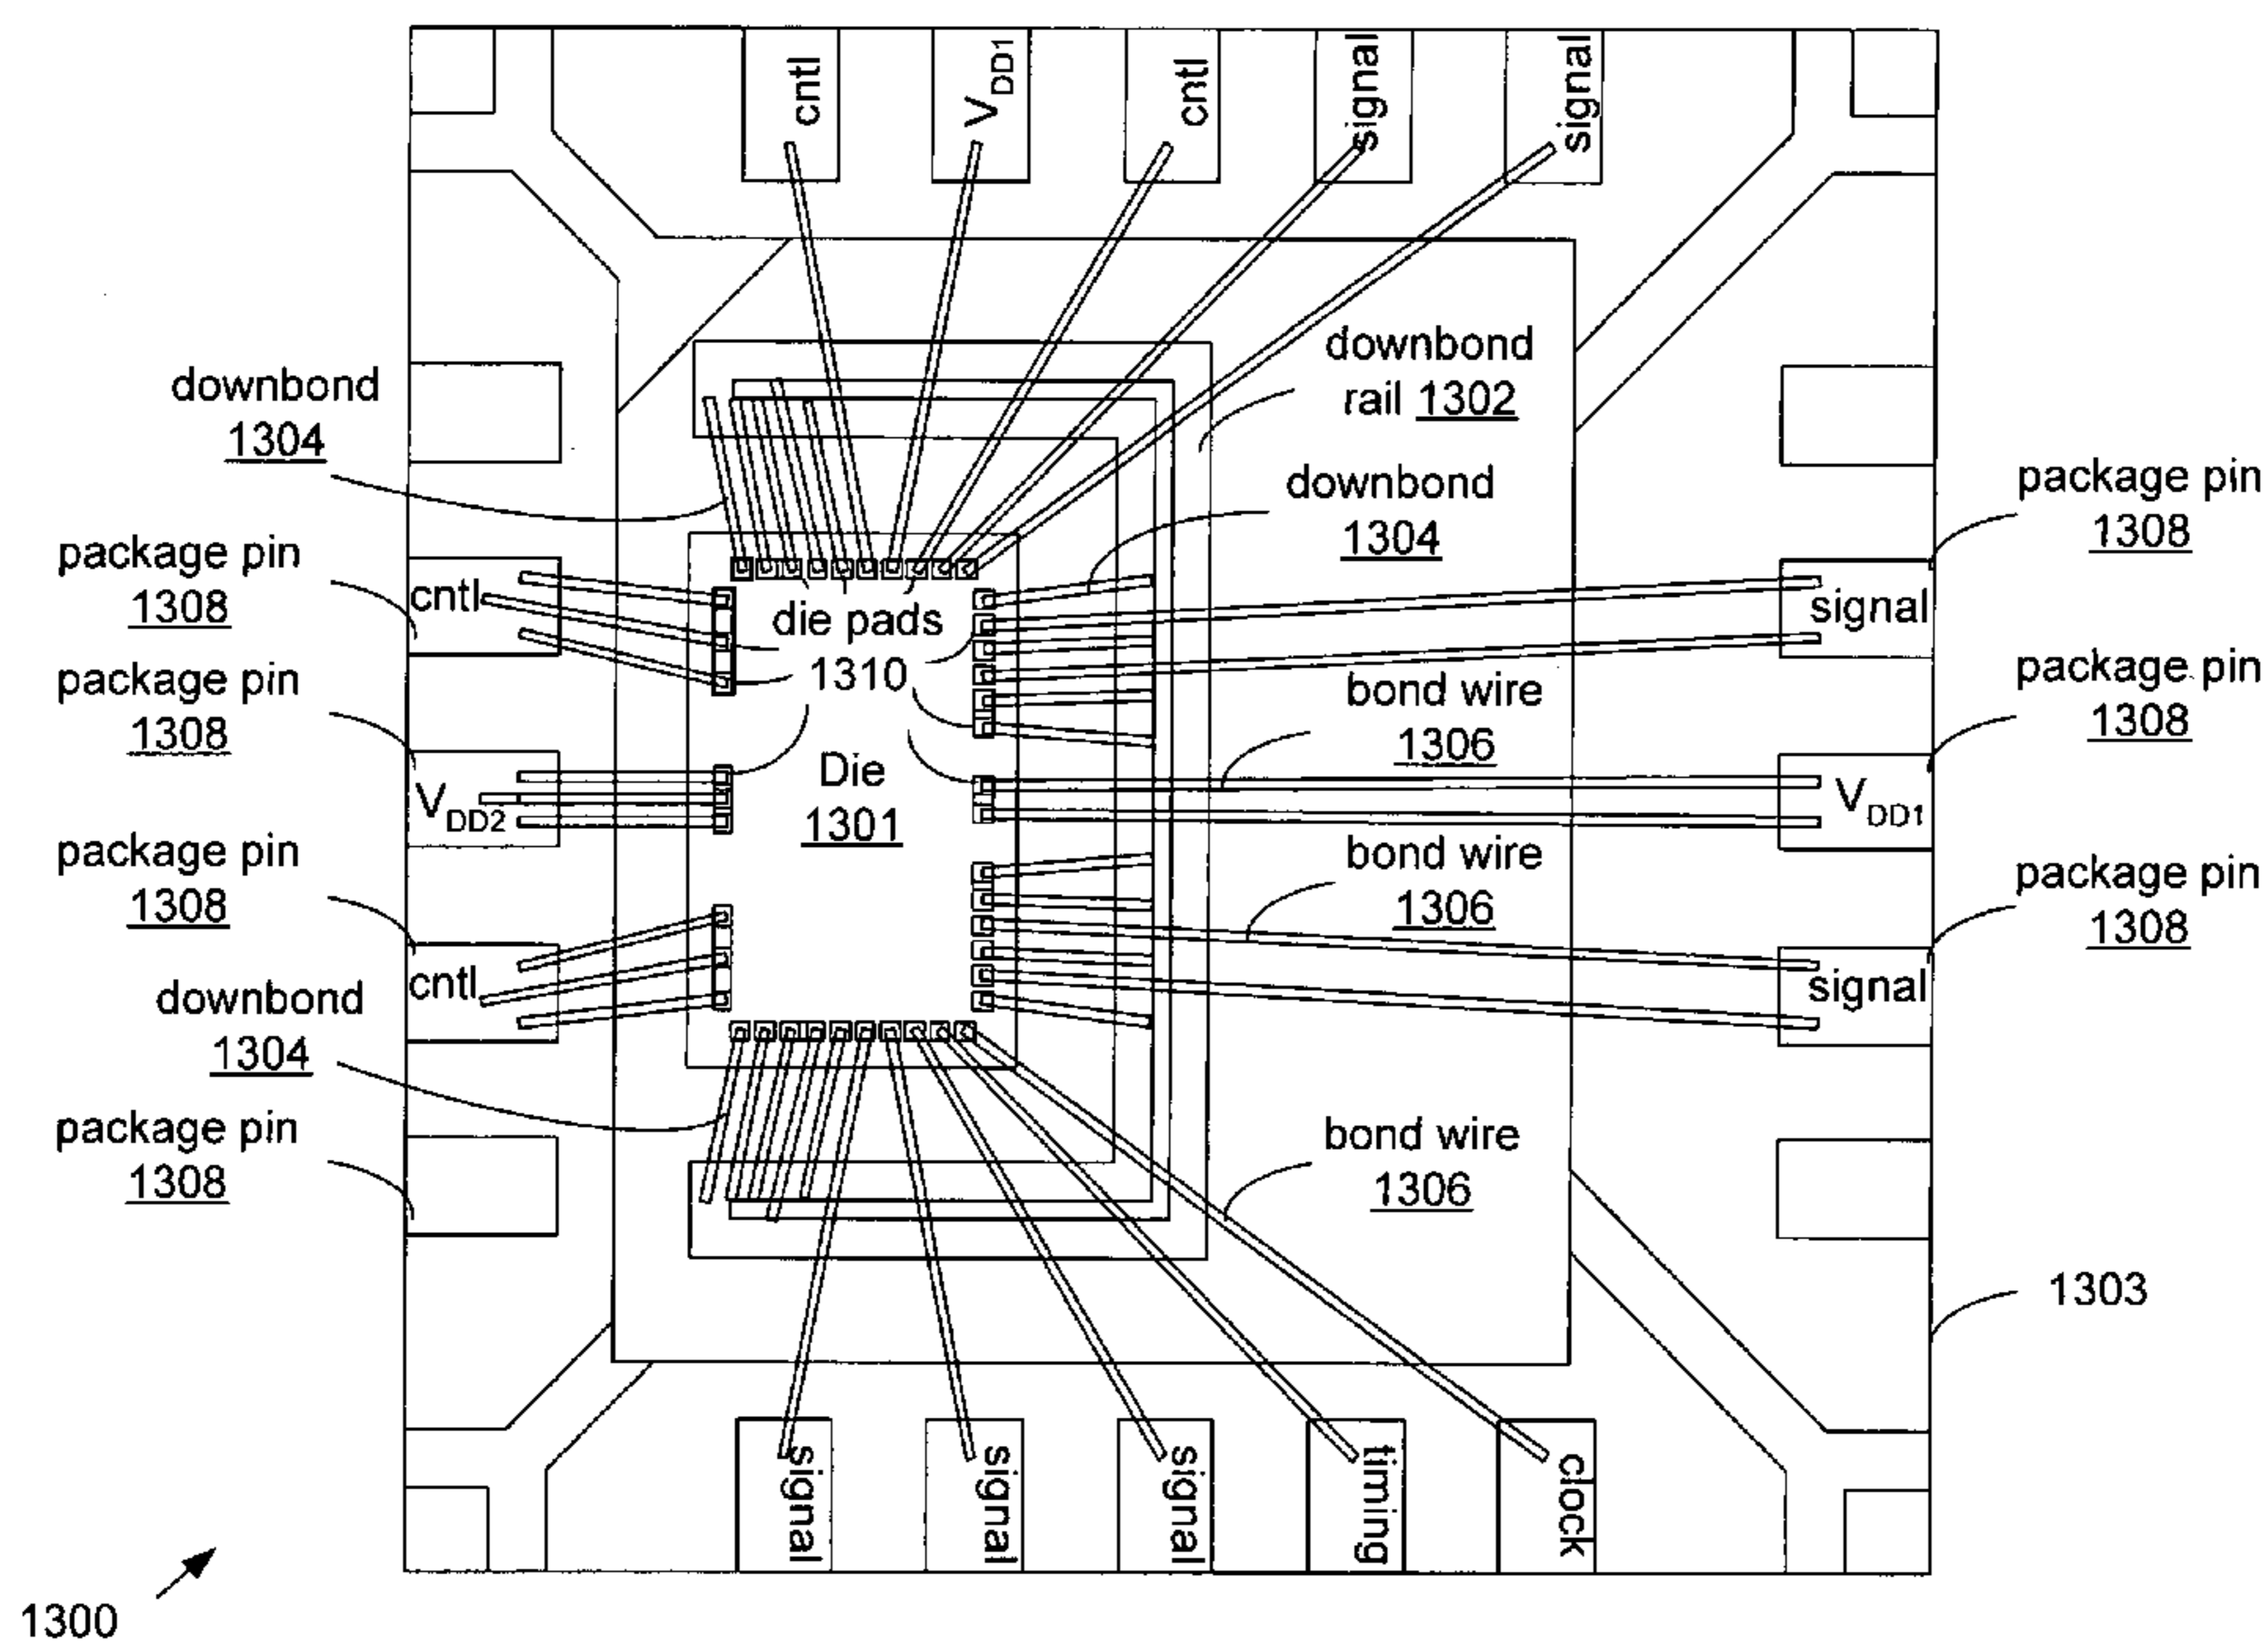 cntl
V_DD1
cntl
signal
signal
downbond
rail 1302
downbond
1304
downbond
1304
package pin
1308
package pin
1308
cntl
die pads
1310
signal
package pin
1308
package pin
1308
bond wire
1306
V_DD2
Die
1301
V_DD1
package pin
1308
bond wire
1306
package pin
1308
cntl
signal
downbond
1304
package pin
1308
bond wire
1306
1303
signal
signal
signal
timing
clock
1300